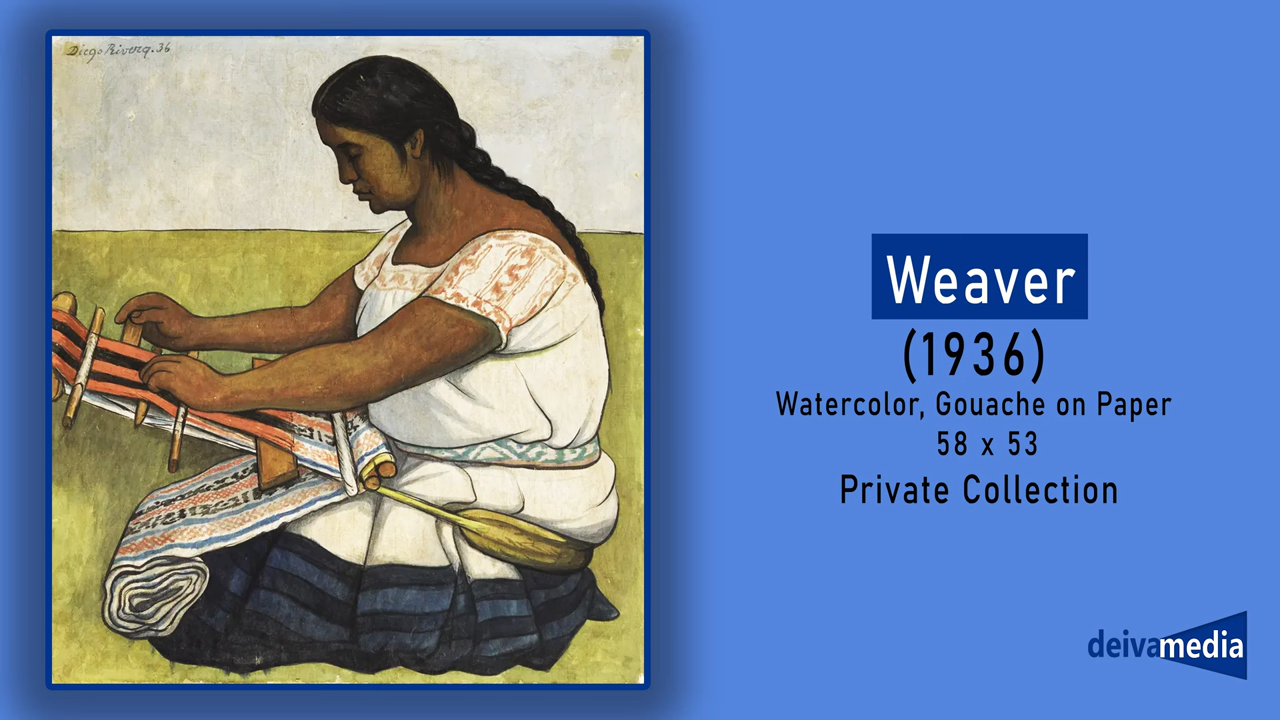 Diego Rivera. 36
Weaver
(1936)
Watercolor, Gouache on Paper
58 x 53
Private Collection
deivamedia